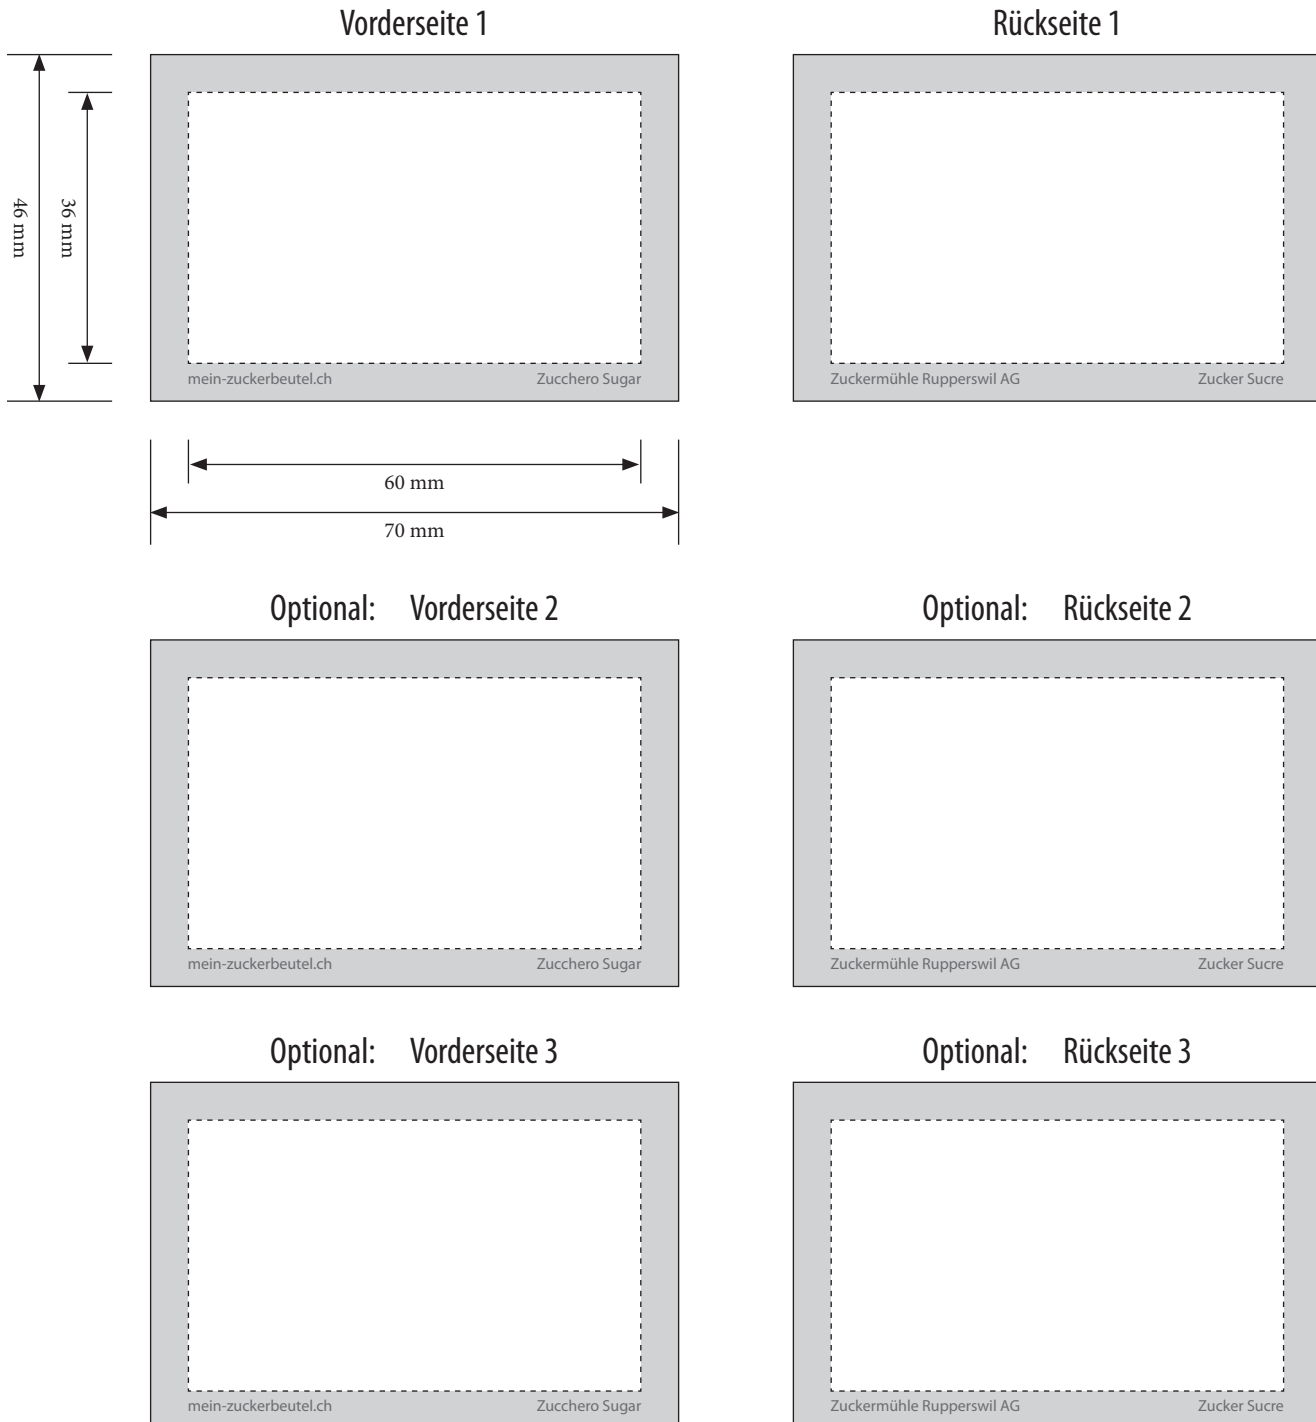 Vorderseite 1
Rückseite 1
46 mm
36 mm
mein-zuckerbeutel.ch Zucchero Sugar
Zuckermühle Rupperswil AG Zucker Sucre
60 mm
70 mm
Optional: Vorderseite 2
Optional: Rückseite 2
mein-zuckerbeutel.ch Zucchero Sugar
Zuckermühle Rupperswil AG Zucker Sucre
Optional: Vorderseite 3
Optional: Rückseite 3
mein-zuckerbeutel.ch Zucchero Sugar
Zuckermühle Rupperswil AG Zucker Sucre